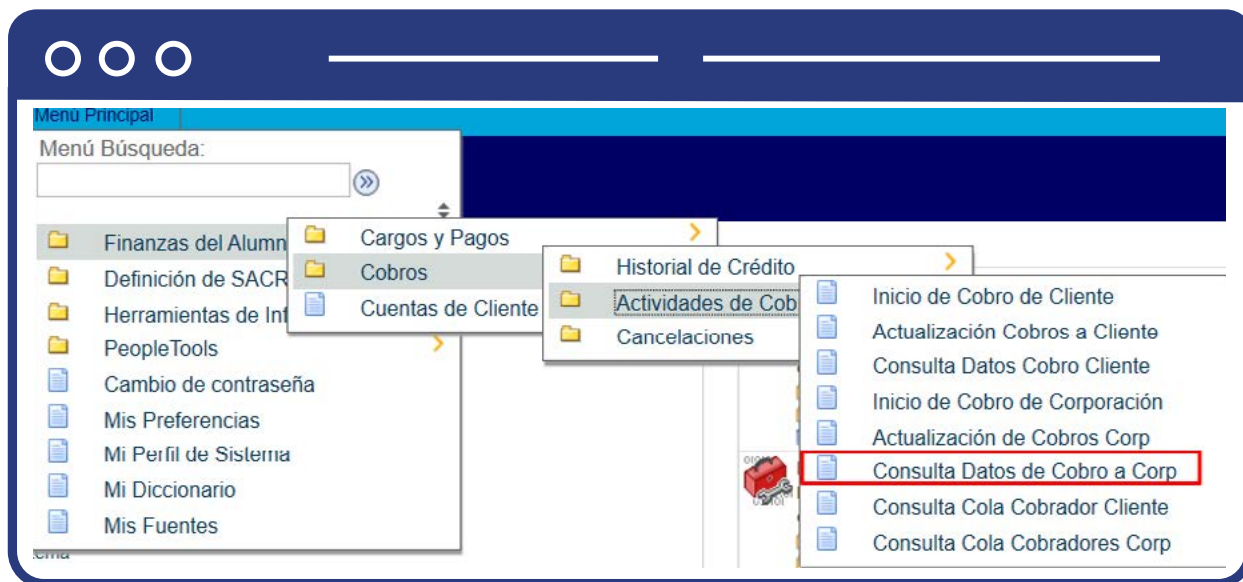 Menú Principal
Menú Búsqueda:
Finanzas del Alumn
Definición de SACR
Herramientas de Inf
PeopleTools
Cambio de contraseña
Mis Preferencias
Mi Perfil de Sistema
Mi Diccionario
Mis Fuentes
Cargos y Pagos
Cobros
Cuentas de Cliente
Historial de Crédito
Actividades de Cob
Cancelaciones
Inicio de Cobro de Cliente
Actualización Cobros a Cliente
Consulta Datos Cobro Cliente
Inicio de Cobro de Corporación
Actualización de Cobros Corp
Consulta Datos de Cobro a Corp
Consulta Cola Cobrador Cliente
Consulta Cola Cobradores Corp